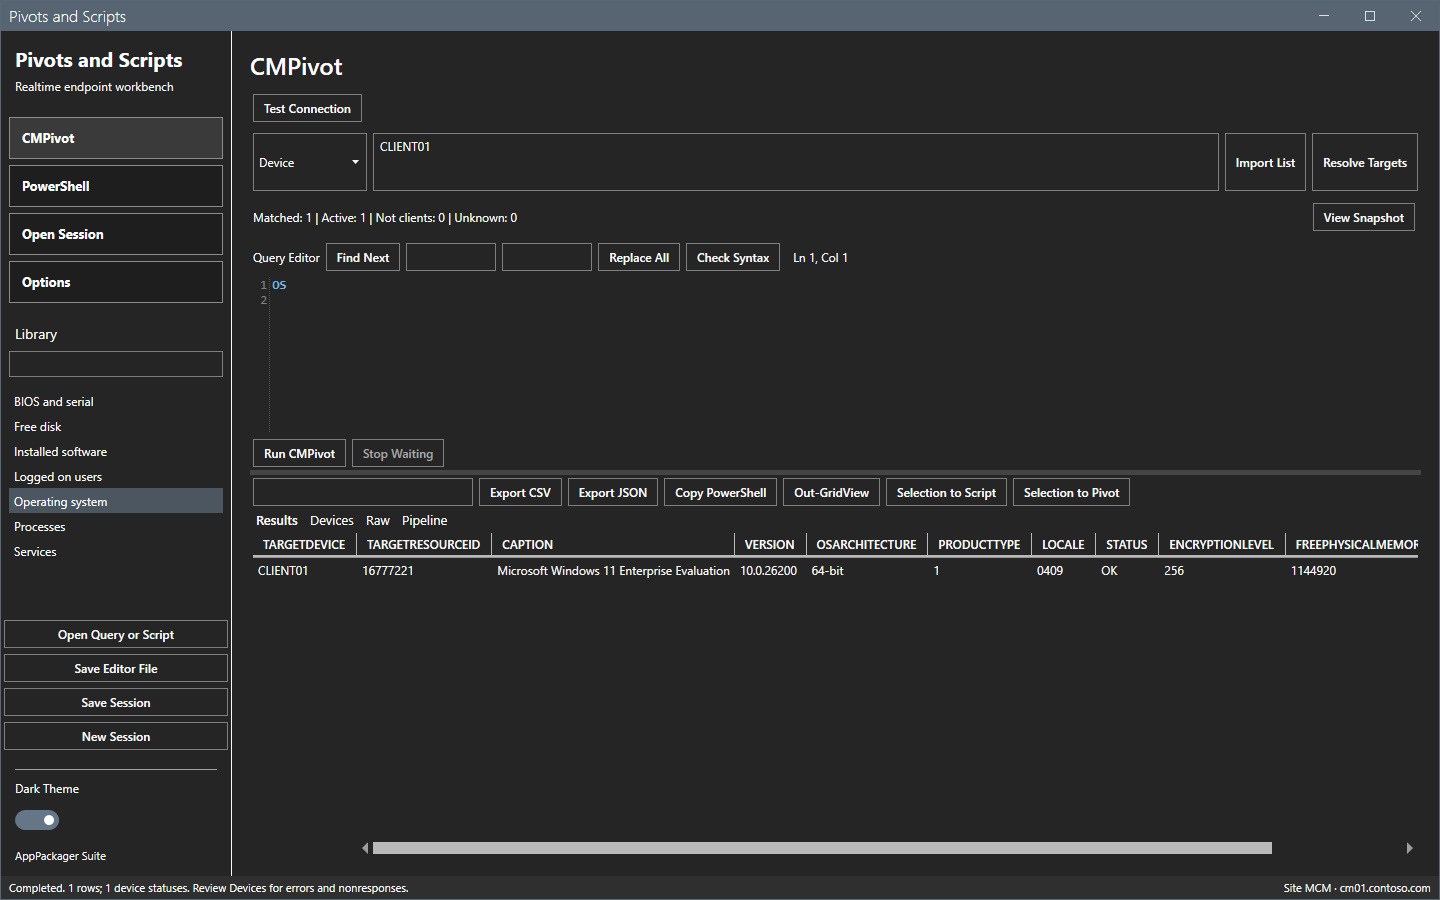 Pivots and Scripts
Pivots and Scripts
Realtime endpoint workbench
CMPivot
PowerShell
Open Session
Options
Library
BIOS and serial
Free disk
Installed software
Logged on users
Operating system
Processes
Services
Open Query or Script
Save Editor File
Save Session
New Session
Dark Theme
AppPackager Suite
CMPivot
Test Connection
Device CLIENT01 Import List Resolve Targets
Matched: 1 | Active: 1 | Not clients: 0 | Unknown: 0 View Snapshot
Query Editor Find Next Replace All Check Syntax Ln 1, Col 1
1 OS
2
Run CMPivot Stop Waiting
Export CSV Export JSON Copy PowerShell Out-GridView Selection to Script Selection to Pivot
Results Devices Raw Pipeline
TARGETDEVICE TARGETRESOURCEID CAPTION VERSION OSARCHITECTURE PRODUCTTYPE LOCALE STATUS ENCRYPTIONLEVEL FREEPHYSICALMEMOR
CLIENT01 16777221 Microsoft Windows 11 Enterprise Evaluation 10.0.26200 64-bit 1 0409 OK 256 1144920
Completed. 1 rows; 1 device statuses. Review Devices for errors and nonresponses. Site MCM · cm01.contoso.com